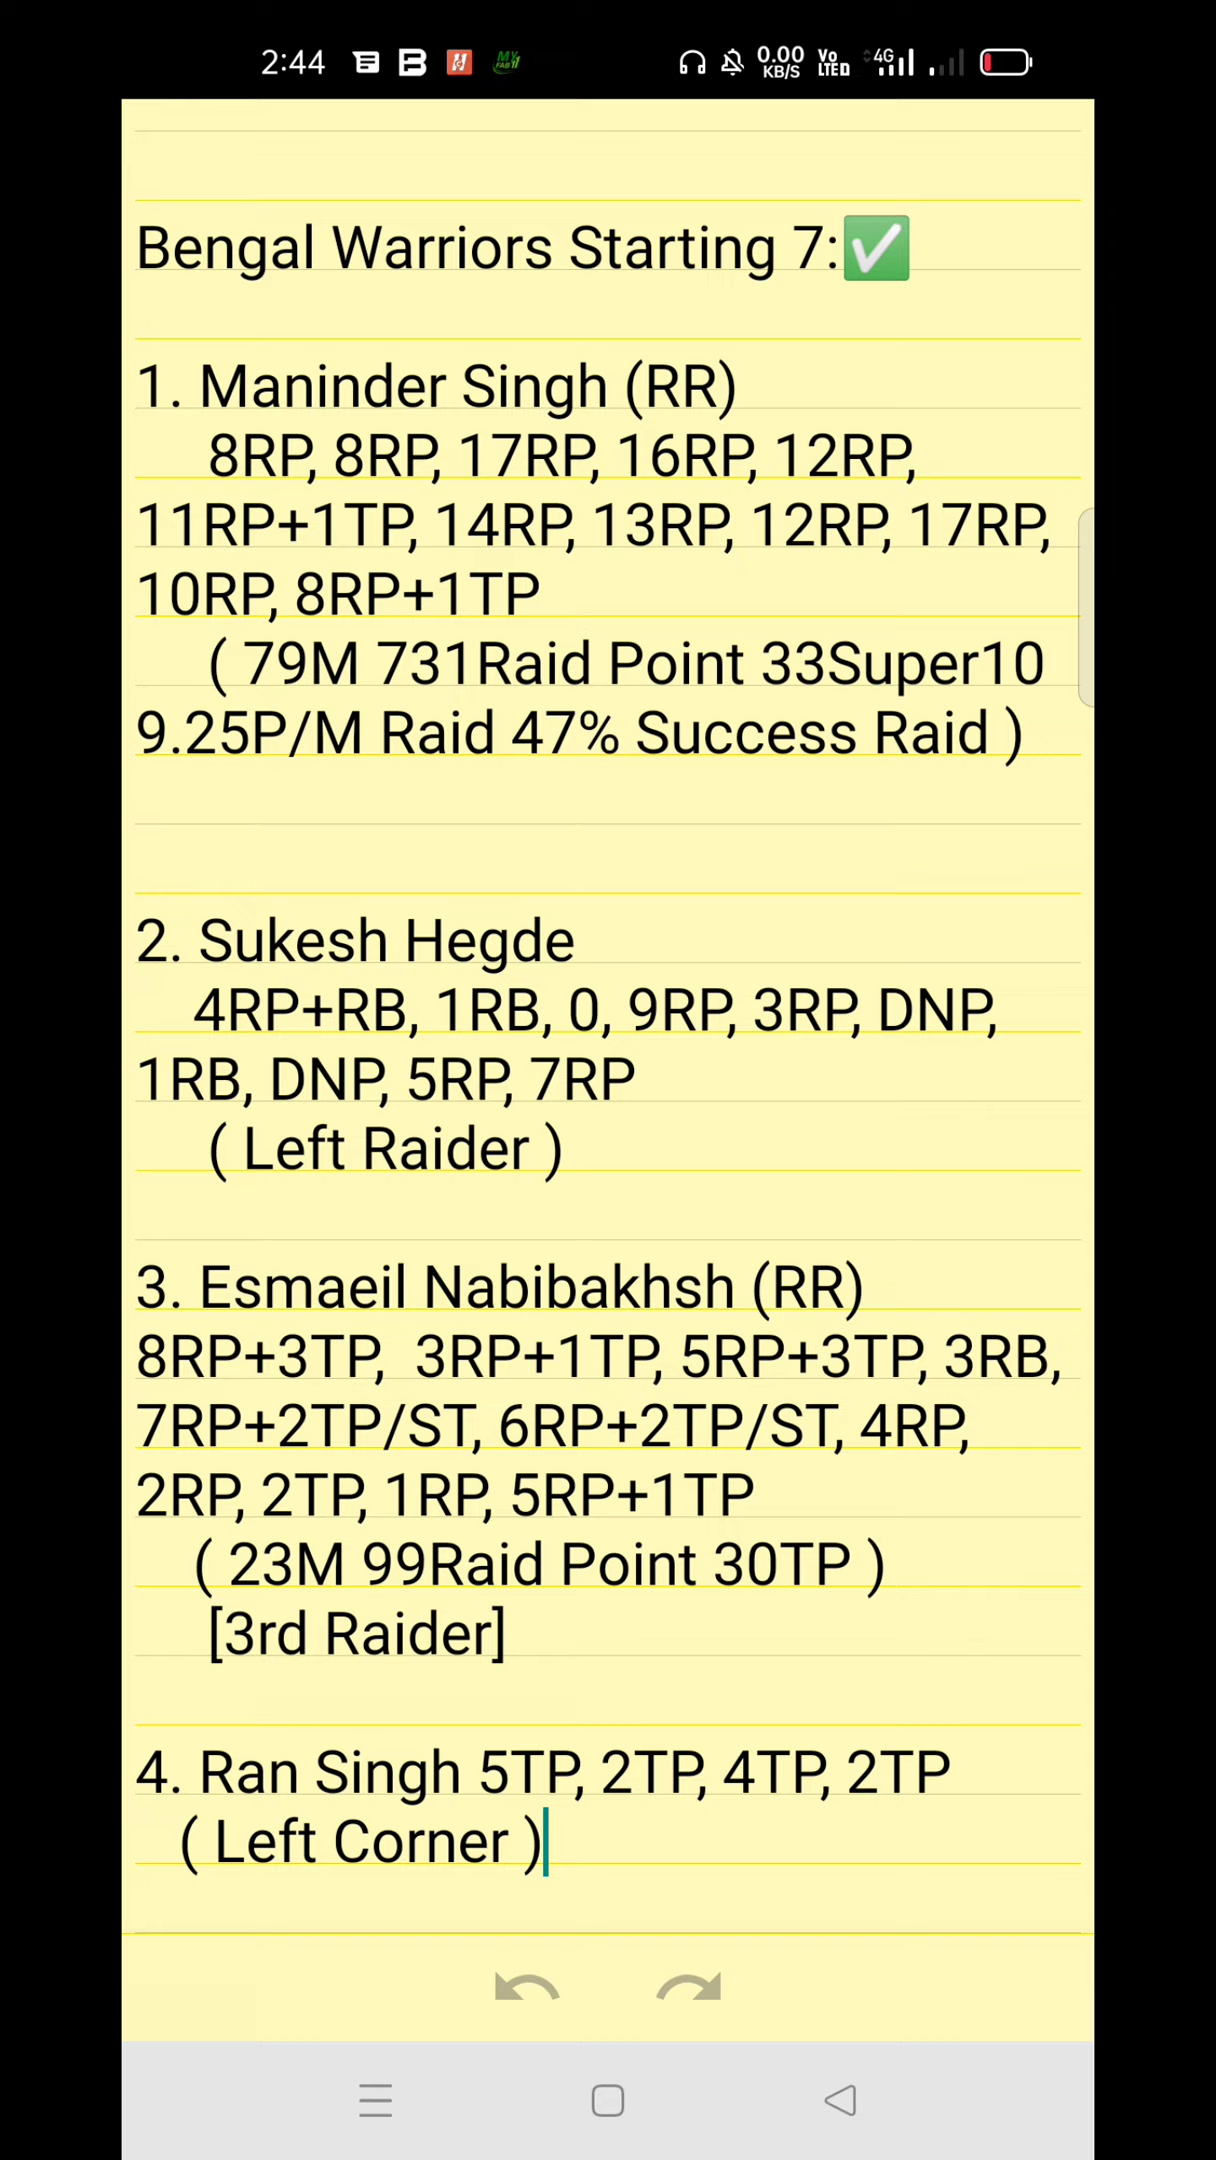 2:44 0.00 KB/S Vo LTED 4G
Bengal Warriors Starting 7:✅
1. Maninder Singh (RR)
8RP, 8RP, 17RP, 16RP, 12RP,
11RP+1TP, 14RP, 13RP, 12RP, 17RP,
10RP, 8RP+1TP
( 79M 731Raid Point 33Super10
9.25P/M Raid 47% Success Raid )
2. Sukesh Hegde
4RP+RB, 1RB, 0, 9RP, 3RP, DNP,
1RB, DNP, 5RP, 7RP
( Left Raider )
3. Esmaeil Nabibakhsh (RR)
8RP+3TP,  3RP+1TP, 5RP+3TP, 3RB,
7RP+2TP/ST, 6RP+2TP/ST, 4RP,
2RP, 2TP, 1RP, 5RP+1TP
( 23M 99Raid Point 30TP )
[3rd Raider]
4. Ran Singh 5TP, 2TP, 4TP, 2TP
( Left Corner )